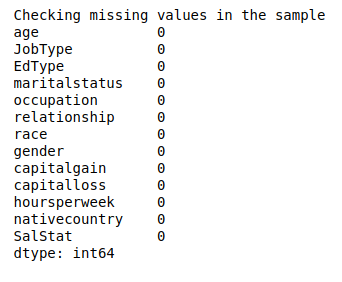 Checking missing values in the sample
age 0
JobType 0
EdType 0
maritalstatus 0
occupation 0
relationship 0
race 0
gender 0
capitalgain 0
capitalloss 0
hoursperweek 0
nativecountry 0
SalStat 0
dtype: int64